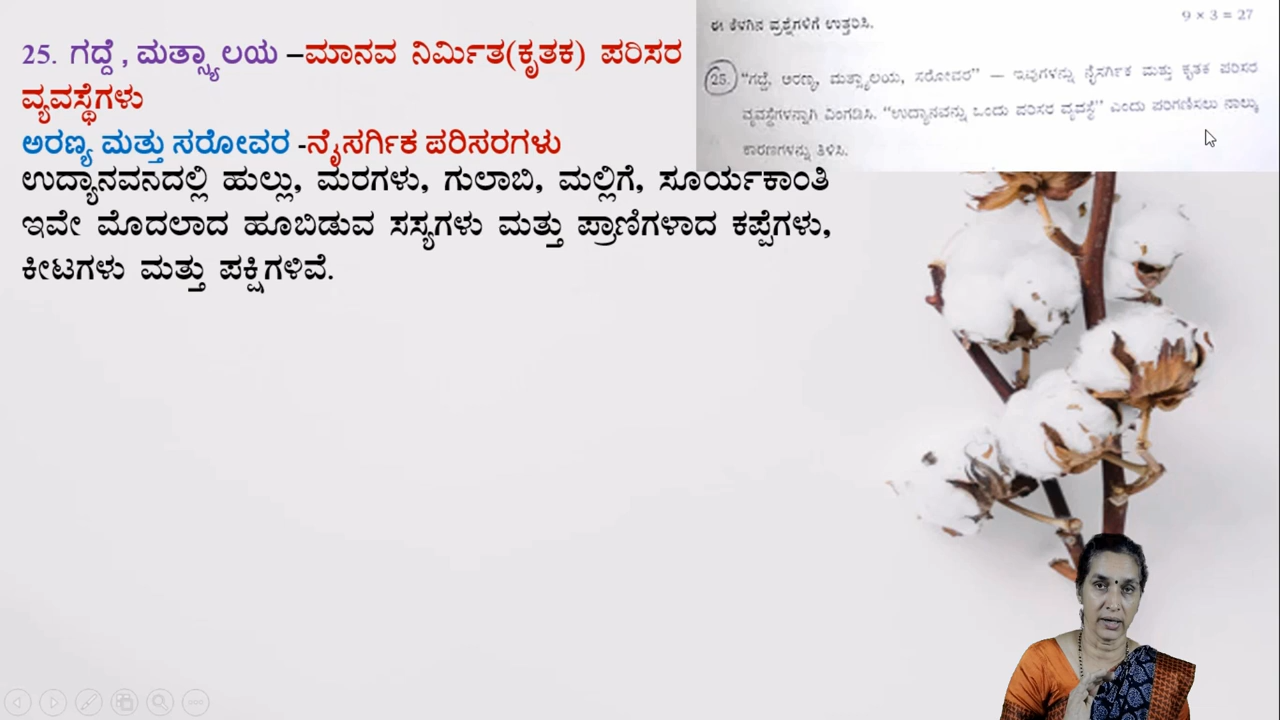 25. ಗದ್ದೆ , ಮತ್ಸ್ಯಾಲಯ –ಮಾನವ ನಿರ್ಮಿತ(ಕೃತಕ) ಪರಿಸರ
ವ್ಯವಸ್ಥೆಗಳು
ಅರಣ್ಯ ಮತ್ತು ಸರೋವರ -ನೈಸರ್ಗಿಕ ಪರಿಸರಗಳು
ಉದ್ಯಾನವನದಲ್ಲಿ ಹುಲ್ಲು, ಮರಗಳು, ಗುಲಾಬಿ, ಮಲ್ಲಿಗೆ, ಸೂರ್ಯಕಾಂತಿ
ಇವೇ ಮೊದಲಾದ ಹೂಬಿಡುವ ಸಸ್ಯಗಳು ಮತ್ತು ಪ್ರಾಣಿಗಳಾದ ಕಪ್ಪೆಗಳು,
ಕೀಟಗಳು ಮತ್ತು ಪಕ್ಷಿಗಳಿವೆ.
ಈ ಕೆಳಗಿನ ಪ್ರಶ್ನೆಗಳಿಗೆ ಉತ್ತರಿಸಿ. 9 × 3 = 27
25. “ಗದ್ದೆ, ಅರಣ್ಯ, ಮತ್ಸ್ಯಾಲಯ, ಸರೋವರ” — ಇವುಗಳನ್ನು ನೈಸರ್ಗಿಕ ಮತ್ತು ಕೃತಕ ಪರಿಸರ
ವ್ಯವಸ್ಥೆಗಳನ್ನಾಗಿ ವಿಂಗಡಿಸಿ. “ಉದ್ಯಾನವನ್ನು ಒಂದು ಪರಿಸರ ವ್ಯವಸ್ಥೆ” ಎಂದು ಪರಿಗಣಿಸಲು ನಾಲ್ಕು
ಕಾರಣಗಳನ್ನು ತಿಳಿಸಿ.